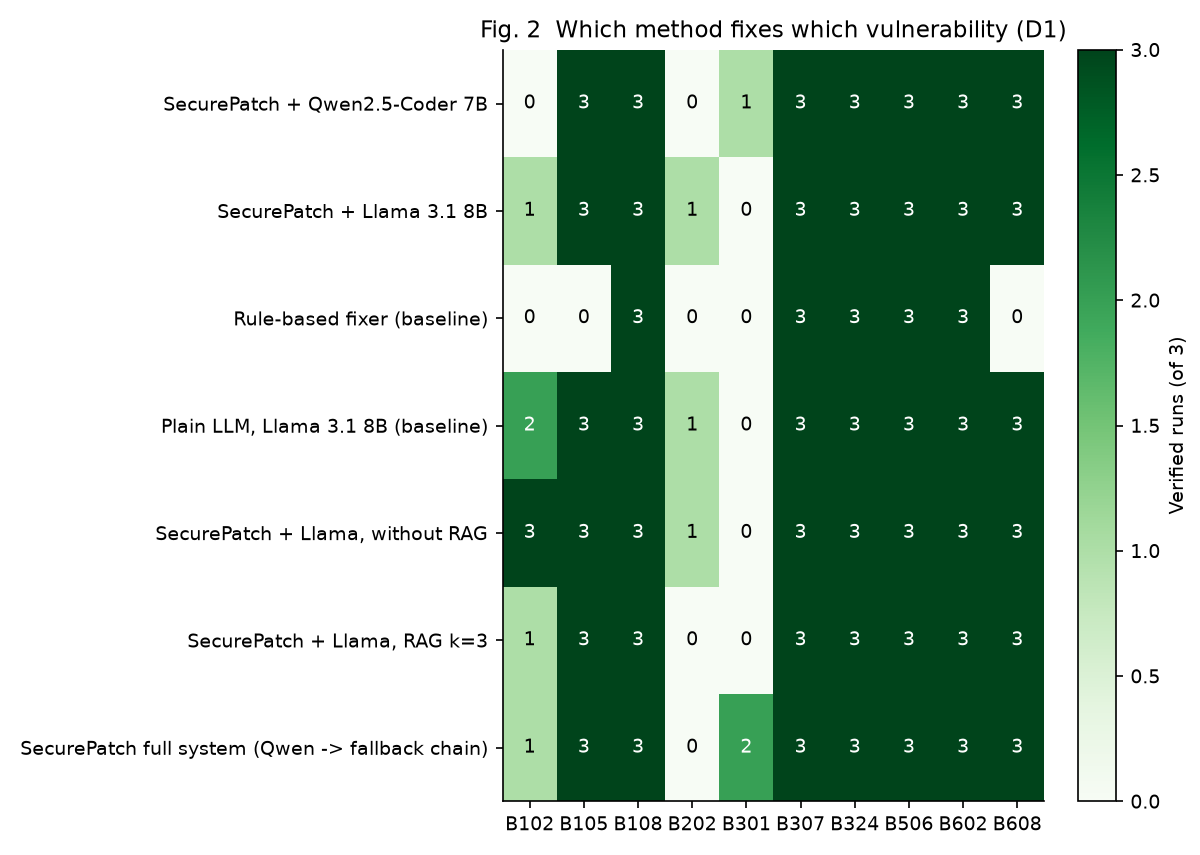 Fig. 2  Which method fixes which vulnerability (D1)
SecurePatch + Qwen2.5-Coder 7B 0 3 3 0 1 3 3 3 3 3
SecurePatch + Llama 3.1 8B 1 3 3 1 0 3 3 3 3 3
Rule-based fixer (baseline) 0 0 3 0 0 3 3 3 3 0
Plain LLM, Llama 3.1 8B (baseline) 2 3 3 1 0 3 3 3 3 3
SecurePatch + Llama, without RAG 3 3 3 1 0 3 3 3 3 3
SecurePatch + Llama, RAG k=3 1 3 3 0 0 3 3 3 3 3
SecurePatch full system (Qwen -> fallback chain) 1 3 3 0 2 3 3 3 3 3
B102 B105 B108 B202 B301 B307 B324 B506 B602 B608
3.0
2.5
2.0
1.5
1.0
0.5
0.0
Verified runs (of 3)